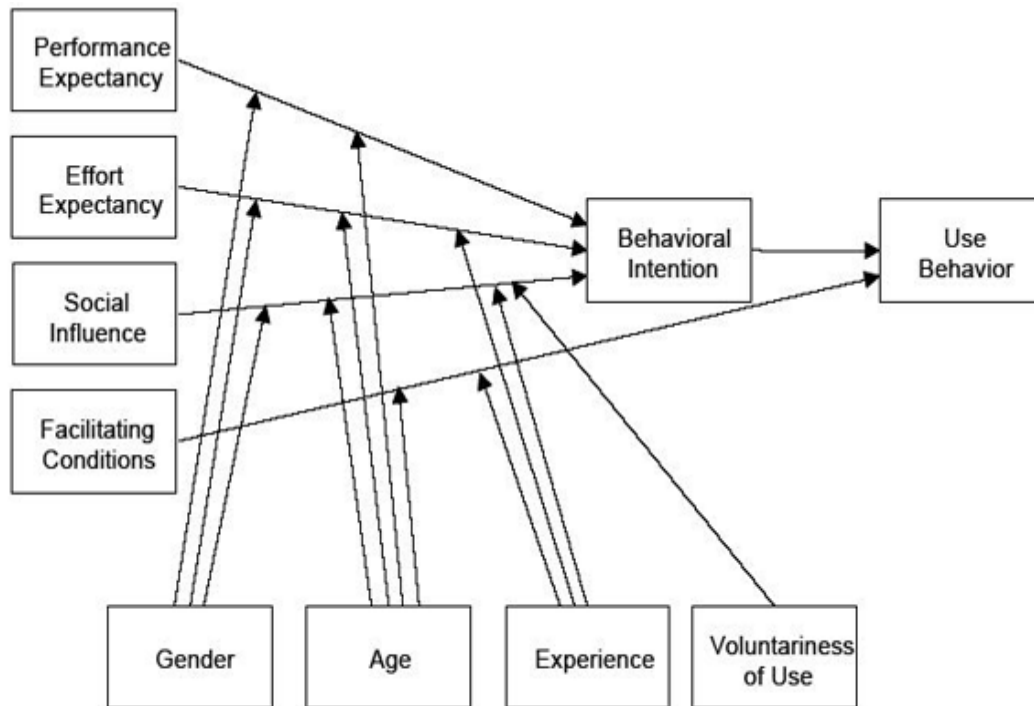 Performance
Expectancy
Effort
Expectancy
Social
Influence
Facilitating
Conditions
Behavioral
Intention
Use
Behavior
Gender
Age
Experience
Voluntariness
of Use